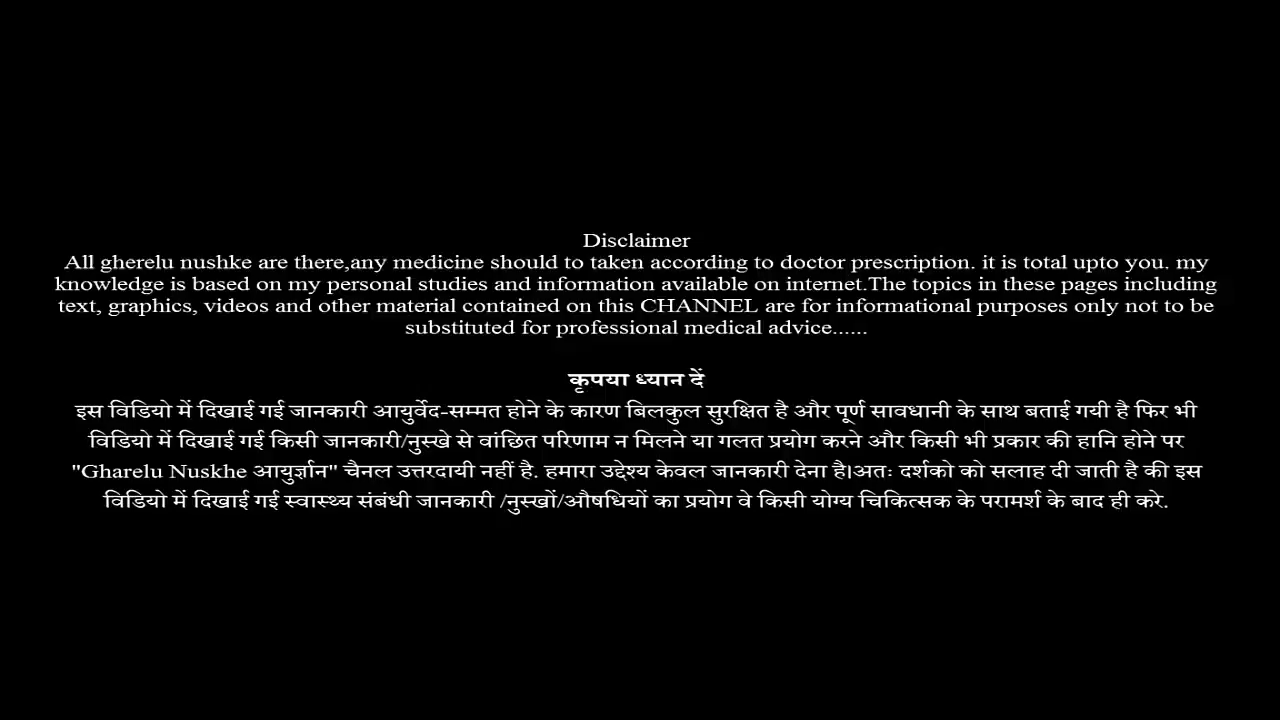 Disclaimer
All gherelu nushke are there,any medicine should to taken according to doctor prescription. it is total upto you. my
knowledge is based on my personal studies and information available on internet.The topics in these pages including
text, graphics, videos and other material contained on this CHANNEL are for informational purposes only not to be
substituted for professional medical advice......
कृपया ध्यान दें
इस विडियो में दिखाई गई जानकारी आयुर्वेद-सम्मत होने के कारण बिलकुल सुरक्षित है और पूर्ण सावधानी के साथ बताई गयी है फिर भी
विडियो में दिखाई गई किसी जानकारी/नुस्खे से वांछित परिणाम न मिलने या गलत प्रयोग करने और किसी भी प्रकार की हानि होने पर
"Gharelu Nuskhe आयुर्ज्ञान" चैनल उत्तरदायी नहीं है. हमारा उद्देश्य केवल जानकारी देना है।अतः दर्शको को सलाह दी जाती है की इस
विडियो में दिखाई गई स्वास्थ्य संबंधी जानकारी /नुस्खों/औषधियों का प्रयोग वे किसी योग्य चिकित्सक के परामर्श के बाद ही करे.